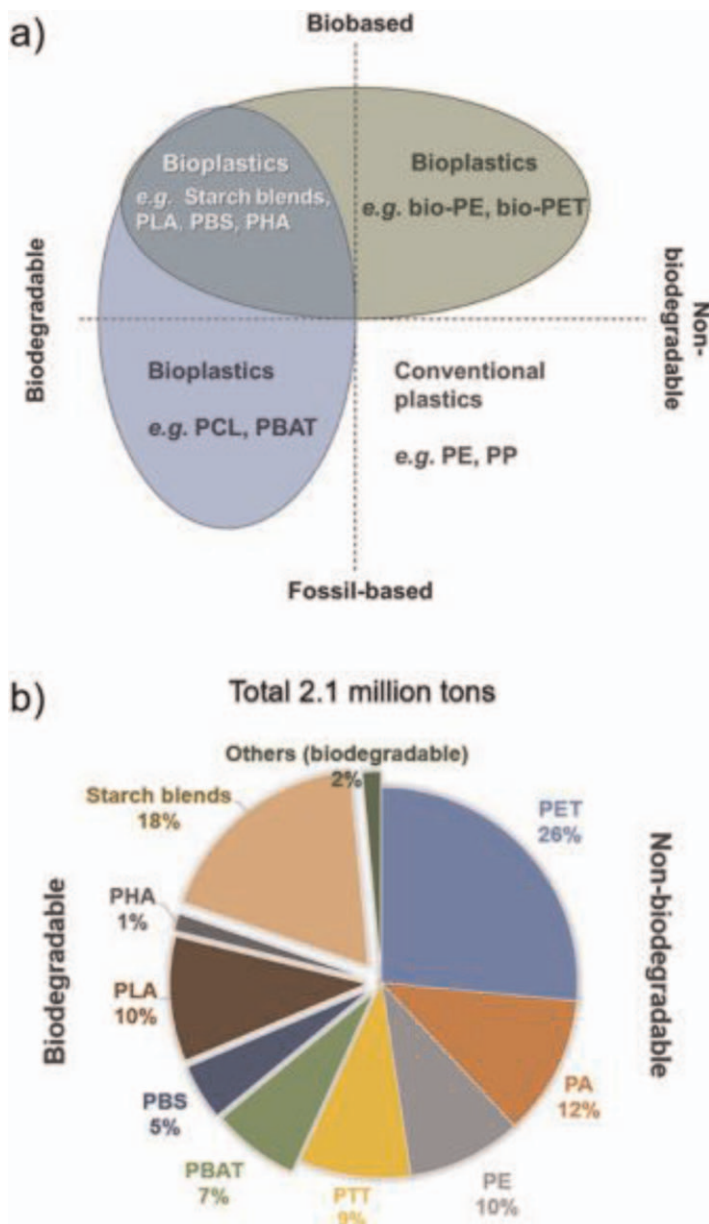 a)
Biobased
Bioplastics
e.g. Starch blends,
PLA, PBS, PHA
Bioplastics
e.g. bio-PE, bio-PET
Biodegradable
Non-
biodegradable
Bioplastics
e.g. PCL, PBAT
Conventional
plastics
e.g. PE, PP
Fossil-based
b)
Total 2.1 million tons
Others (biodegradable)
2%
Starch blends
18%
PET
26%
Biodegradable
Non-biodegradable
PHA
1%
PLA
10%
PA
12%
PBS
5%
PBAT
7%
PTT
9%
PE
10%